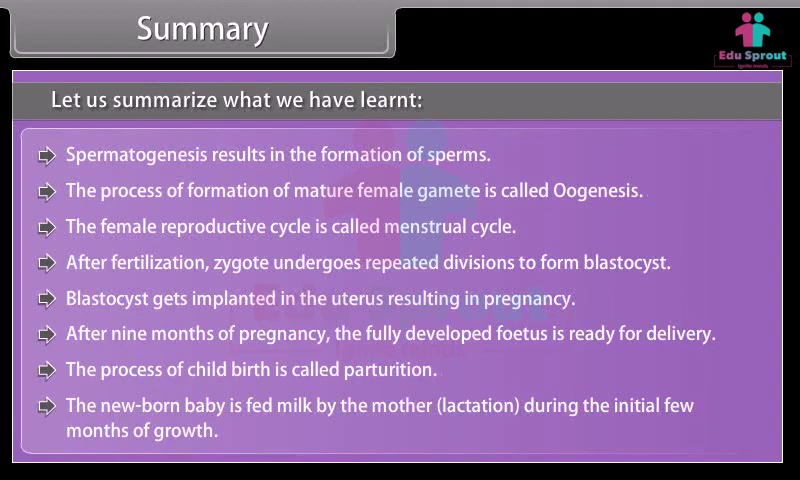 Summary
Edu Sprout
Let us summarize what we have learnt:
Spermatogenesis results in the formation of sperms.
The process of formation of mature female gamete is called Oogenesis.
The female reproductive cycle is called menstrual cycle.
After fertilization, zygote undergoes repeated divisions to form blastocyst.
Blastocyst gets implanted in the uterus resulting in pregnancy.
After nine months of pregnancy, the fully developed foetus is ready for delivery.
The process of child birth is called parturition.
The new-born baby is fed milk by the mother (lactation) during the initial few
months of growth.